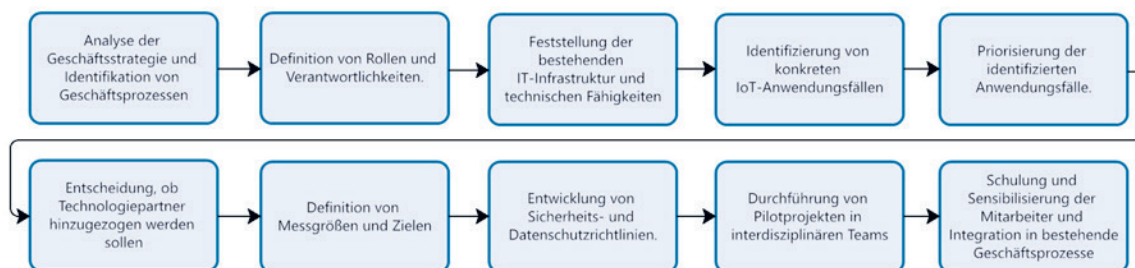 Analyse der
Geschäftsstrategie und
Identifikation von
Geschäftsprozessen
Definition von Rollen und
Verantwortlichkeiten.
Feststellung der
bestehenden
IT-Infrastruktur und
technischen Fähigkeiten
Identifizierung von
konkreten
IoT-Anwendungsfällen
Priorisierung der
identifizierten
Anwendungsfälle.
Entscheidung, ob
Technologiepartner
hinzugezogen werden
sollen
Definition von
Messgrößen und Zielen
Entwicklung von
Sicherheits- und
Datenschutzrichtlinien.
Durchführung von
Pilotprojekten in
interdisziplinären Teams
Schulung und
Sensibilisierung der
Mitarbeiter und
Integration in bestehende
Geschäftsprozesse